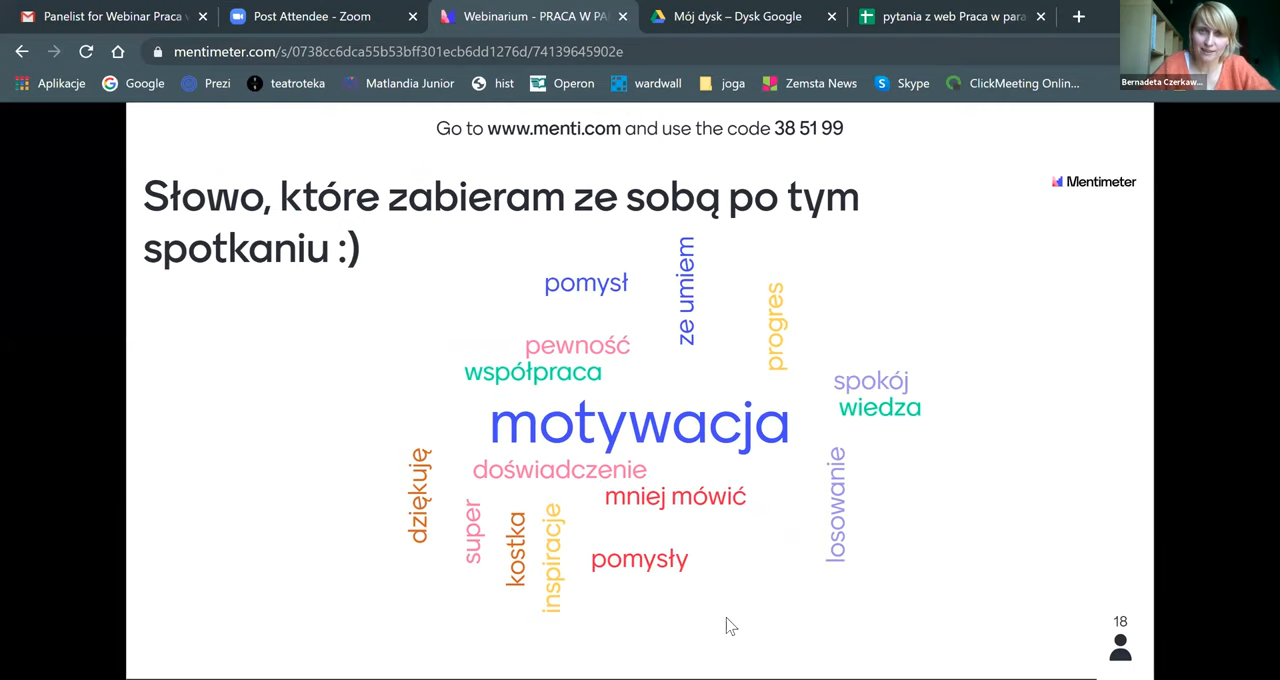 Panelist for Webinar Praca w
Post Attendee - Zoom
Webinarium - PRACA W PA
Mój dysk – Dysk Google
pytania z web Praca w para
mentimeter.com/s/0738cc6dca55b53bff301ecb6dd1276d/74139645902e
Aplikacje
Google
Prezi
teatroteka
Matlandia Junior
hist
Operon
wardwall
joga
Zemsta News
Skype
ClickMeeting Onlin...
Bernadeta Czerkaw...
Go to www.menti.com and use the code 38 51 99
Słowo, które zabieram ze sobą po tym
spotkaniu :)
Mentimeter
pomysł
ze umiem
progres
pewność
współpraca
spokój
wiedza
motywacja
doświadczenie
mniej mówić
dziękuję
super
kostka
inspiracje
pomysły
losowanie
18